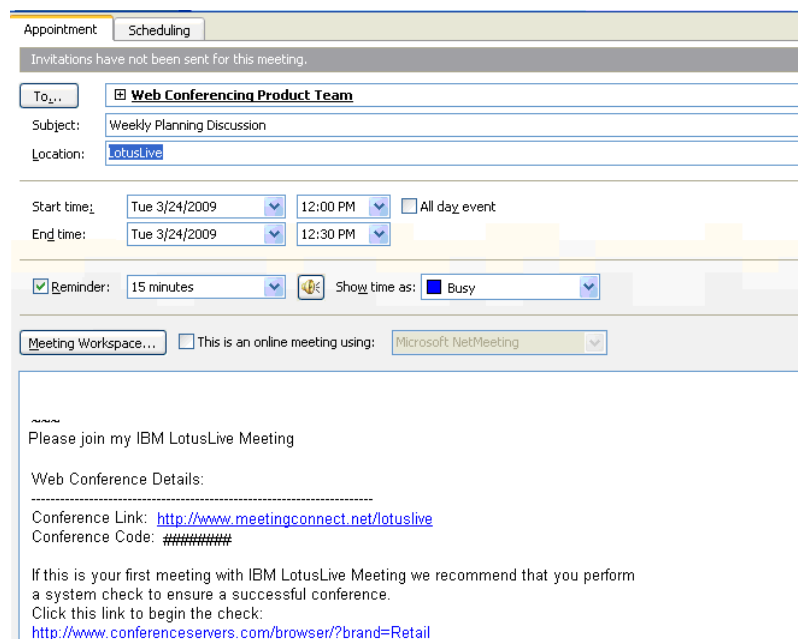 Appointment Scheduling
Invitations have not been sent for this meeting.
To... Web Conferencing Product Team
Subject: Weekly Planning Discussion
Location: LotusLive
Start time: Tue 3/24/2009 12:00 PM All day event
End time: Tue 3/24/2009 12:30 PM
Reminder: 15 minutes Show time as: Busy
Meeting Workspace... This is an online meeting using: Microsoft NetMeeting
~~~
Please join my IBM LotusLive Meeting
Web Conference Details:
-----------------------------------------------------------------------
Conference Link: http://www.meetingconnect.net/lotuslive
Conference Code: ########
If this is your first meeting with IBM LotusLive Meeting we recommend that you perform
a system check to ensure a successful conference.
Click this link to begin the check:
http://www.conferenceservers.com/browser/?brand=Retail